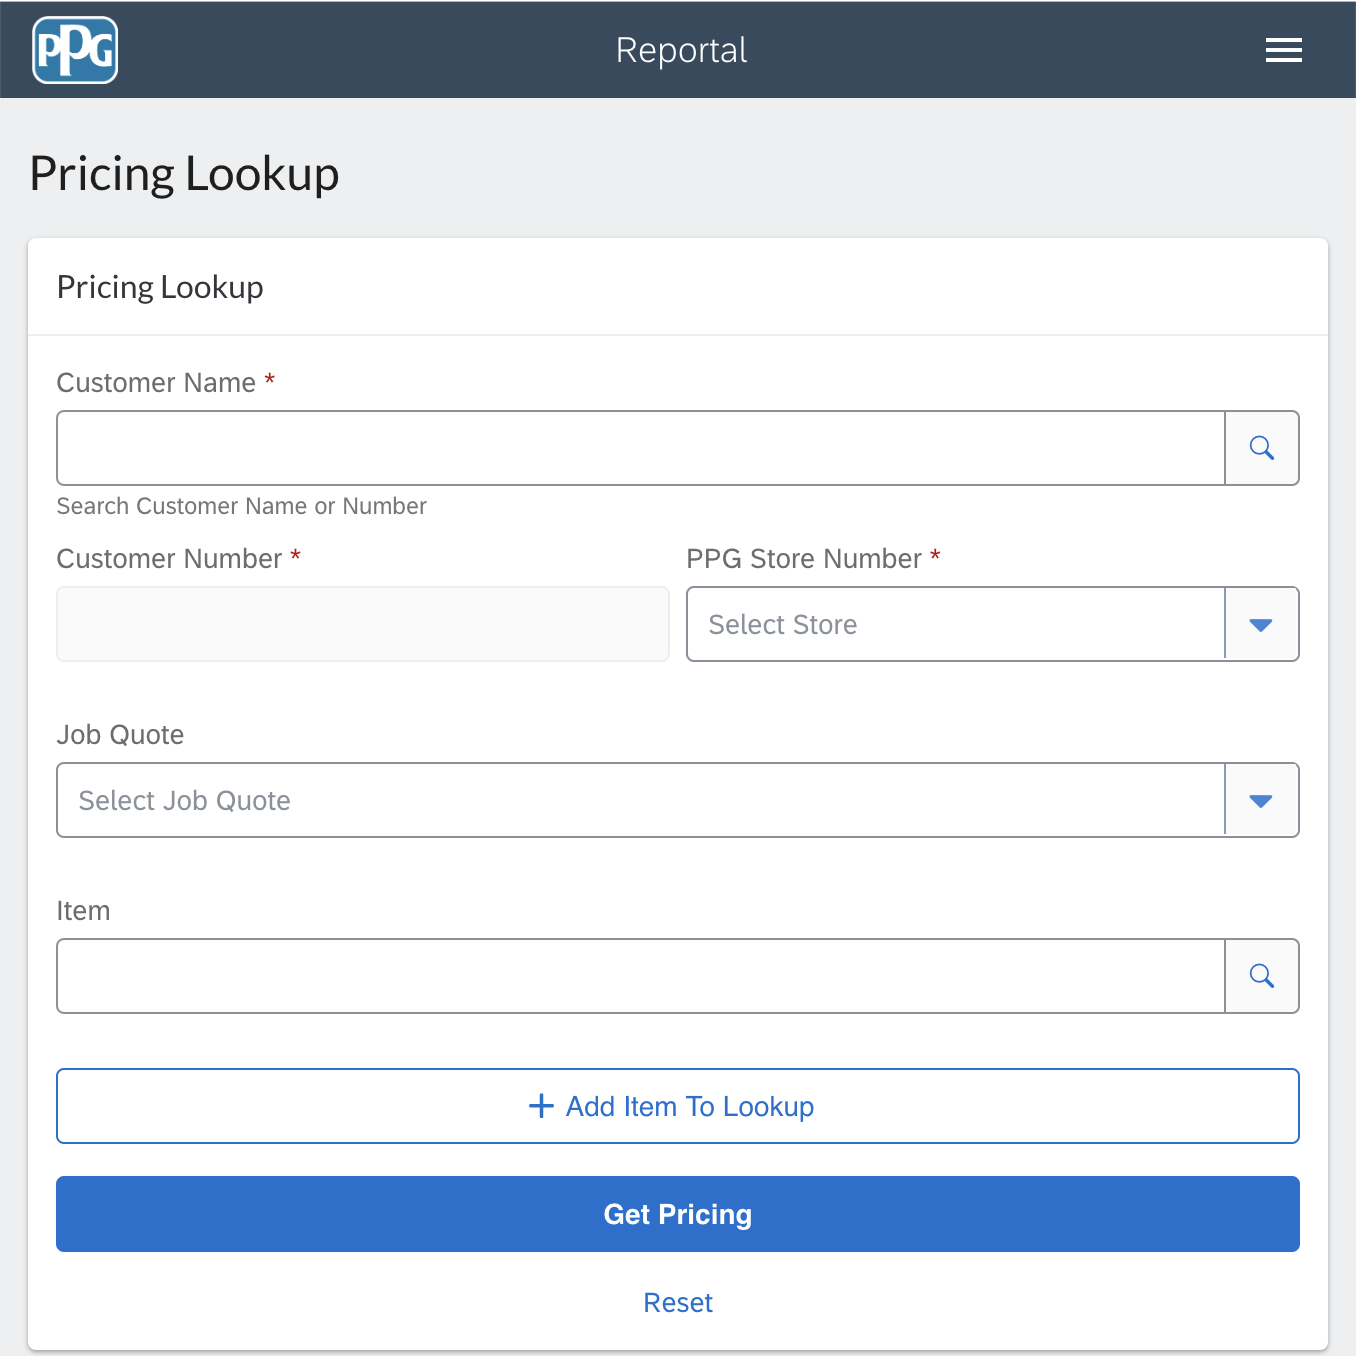 PPG
Reportal
Pricing Lookup
Pricing Lookup
Customer Name *
Search Customer Name or Number
Customer Number *
PPG Store Number *
Select Store
Job Quote
Select Job Quote
Item
+ Add Item To Lookup
Get Pricing
Reset